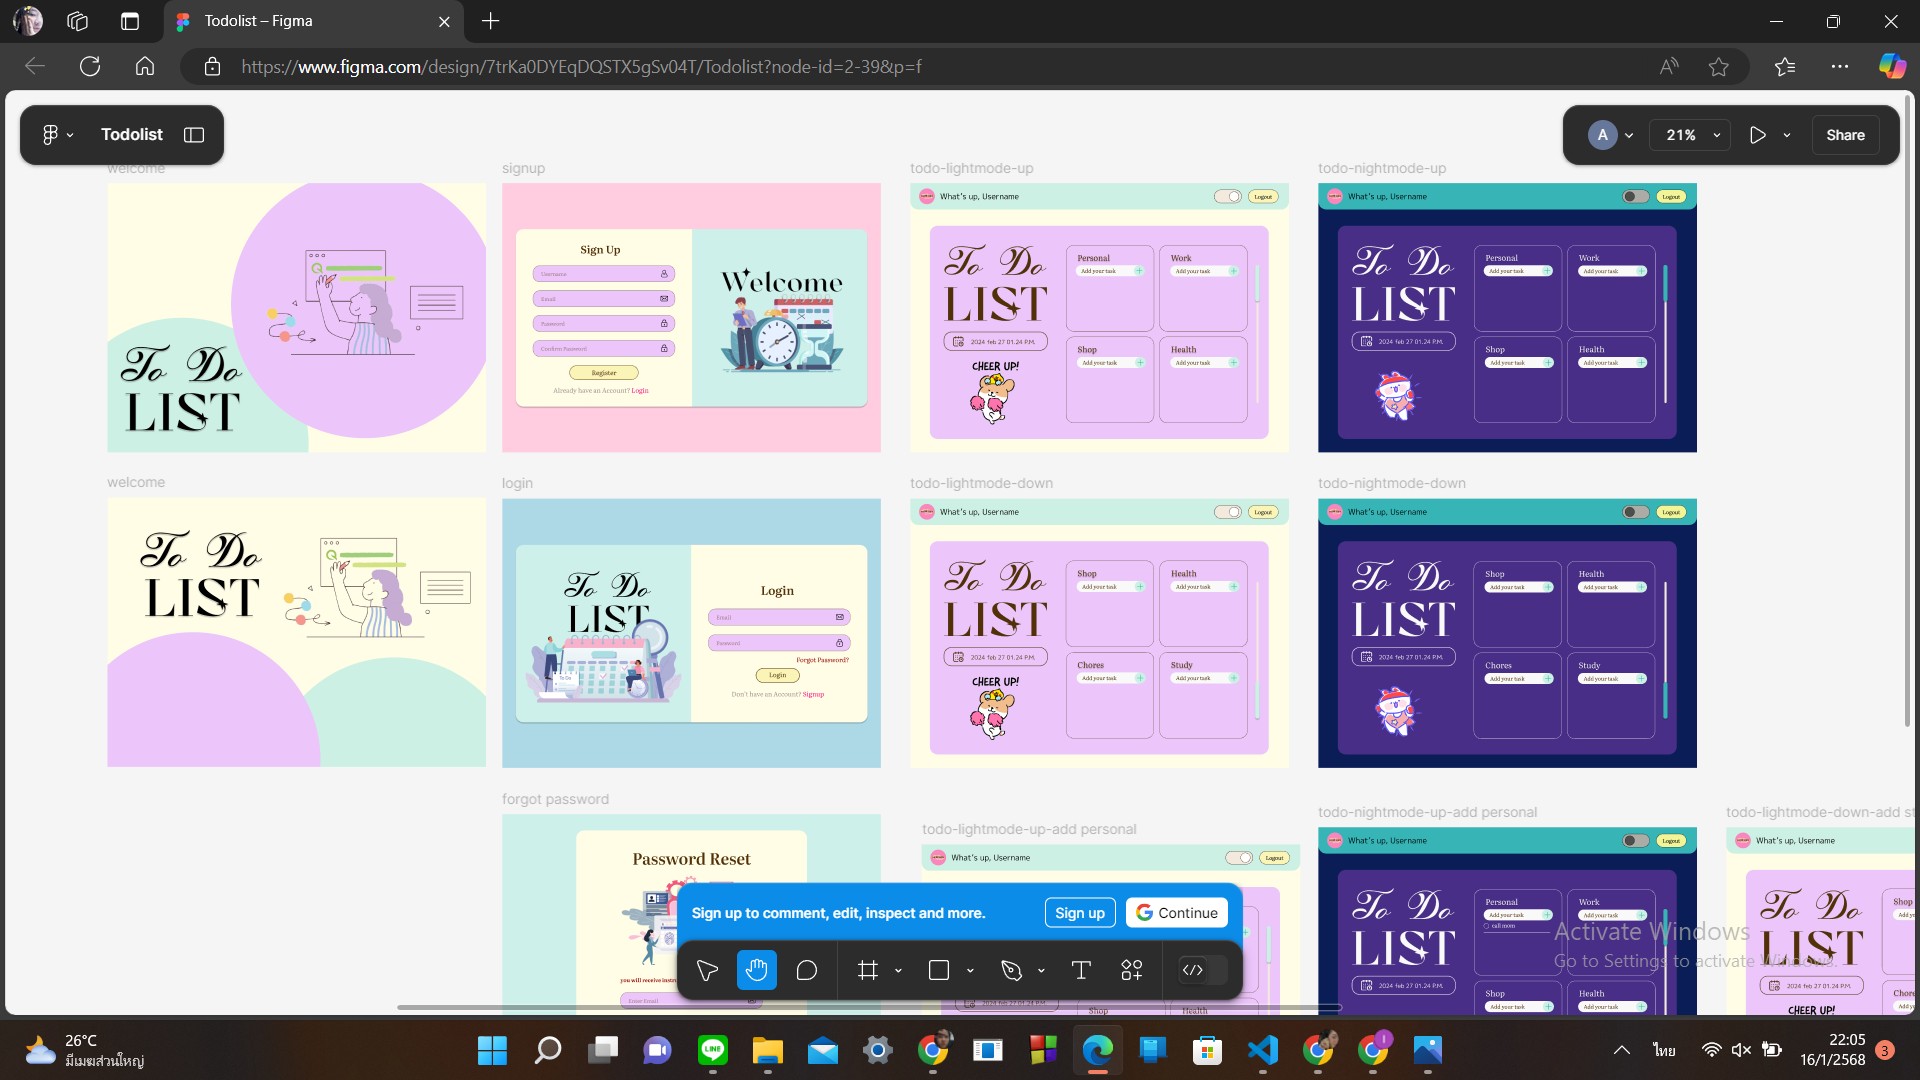 Todolist – Figma
https://www.figma.com/design/7trKa0DYEqDQSTX5gSv04T/Todolist?node-id=2-39&p=f
Todolist
A
21%
Share
welcome
To Do
LIST
signup
Sign Up
Username
Email
Password
Confirm Password
Register
Already have an Account? Login
Welcome
todo-lightmode-up
What's up, Username
Logout
To Do
LIST
2024 feb 27 01.24 P.M.
CHEER UP!
Personal
Add your task
Work
Add your task
Shop
Add your task
Health
Add your task
todo-nightmode-up
What's up, Username
Logout
To Do
LIST
2024 feb 27 01.24 P.M.
Personal
Add your task
Work
Add your task
Shop
Add your task
Health
Add your task
welcome
To Do
LIST
login
To Do
LIST
To Do
Login
Email
Password
Forgot Password?
Login
Don't have an Account? Signup
todo-lightmode-down
What's up, Username
Logout
To Do
LIST
2024 feb 27 01.24 P.M.
CHEER UP!
Shop
Add your task
Health
Add your task
Chores
Add your task
Study
Add your task
todo-nightmode-down
What's up, Username
Logout
To Do
LIST
2024 feb 27 01.24 P.M.
Shop
Add your task
Health
Add your task
Chores
Add your task
Study
Add your task
forgot password
Password Reset
you will receive instr
Enter Email
todo-lightmode-up-add personal
What's up, Username
Logout
2024 feb 27 01.24 P.M.
Shop
Health
todo-nightmode-up-add personal
What's up, Username
Logout
To Do
LIST
2024 feb 27 01.24 P.M.
Personal
Add your task
call mom
Work
Add your task
Shop
Add your task
Health
Add your task
todo-lightmode-down-add st
What's up, Username
To Do
LIST
2024 feb 27 01.24 P.M.
CHEER UP!
Shop
Add yo
Chore
Add yo
Sign up to comment, edit, inspect and more.
Sign up
Continue
Activate Windows
Go to Settings to activate Windows.
26°C
มีเมฆส่วนใหญ่
LINE
ไทย
22:05
16/1/2568
3